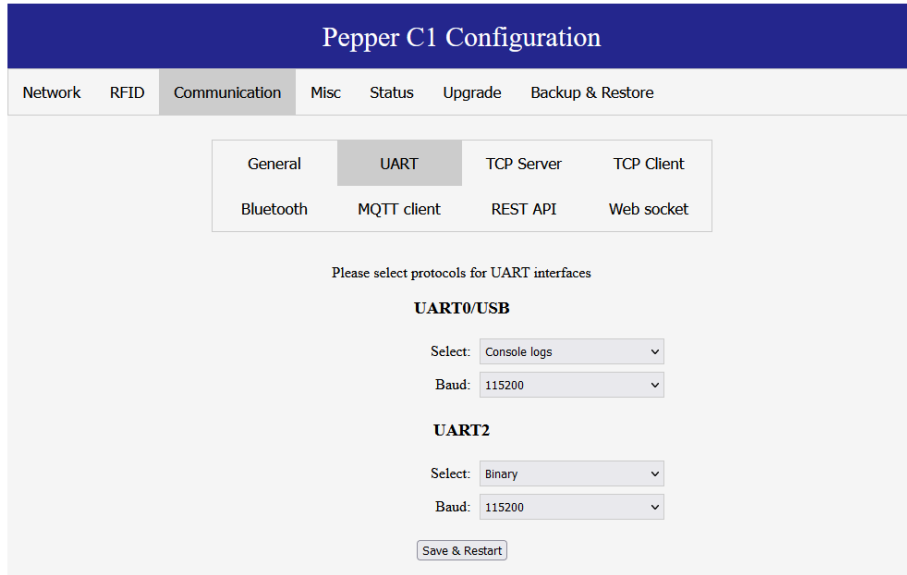 Pepper C1 Configuration
Network RFID Communication Misc Status Upgrade Backup & Restore
General UART TCP Server TCP Client
Bluetooth MQTT client REST API Web socket
Please select protocols for UART interfaces
UART0/USB
Select: Console logs
Baud: 115200
UART2
Select: Binary
Baud: 115200
Save & Restart